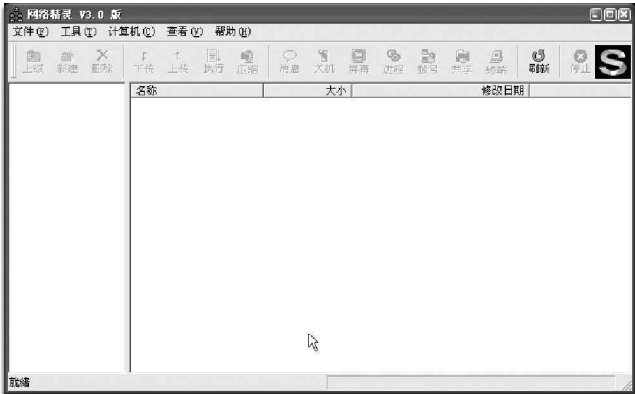 网络精灵 V3.0 版
文件(F) 工具(T) 计算机(C) 查看(V) 帮助(H)
上级 新建 删除 下传 上传 执行 压缩 消息 关机 屏幕 进程 拨号 共享 终端 刷新 停止 S
名称 大小 修改日期
就绪